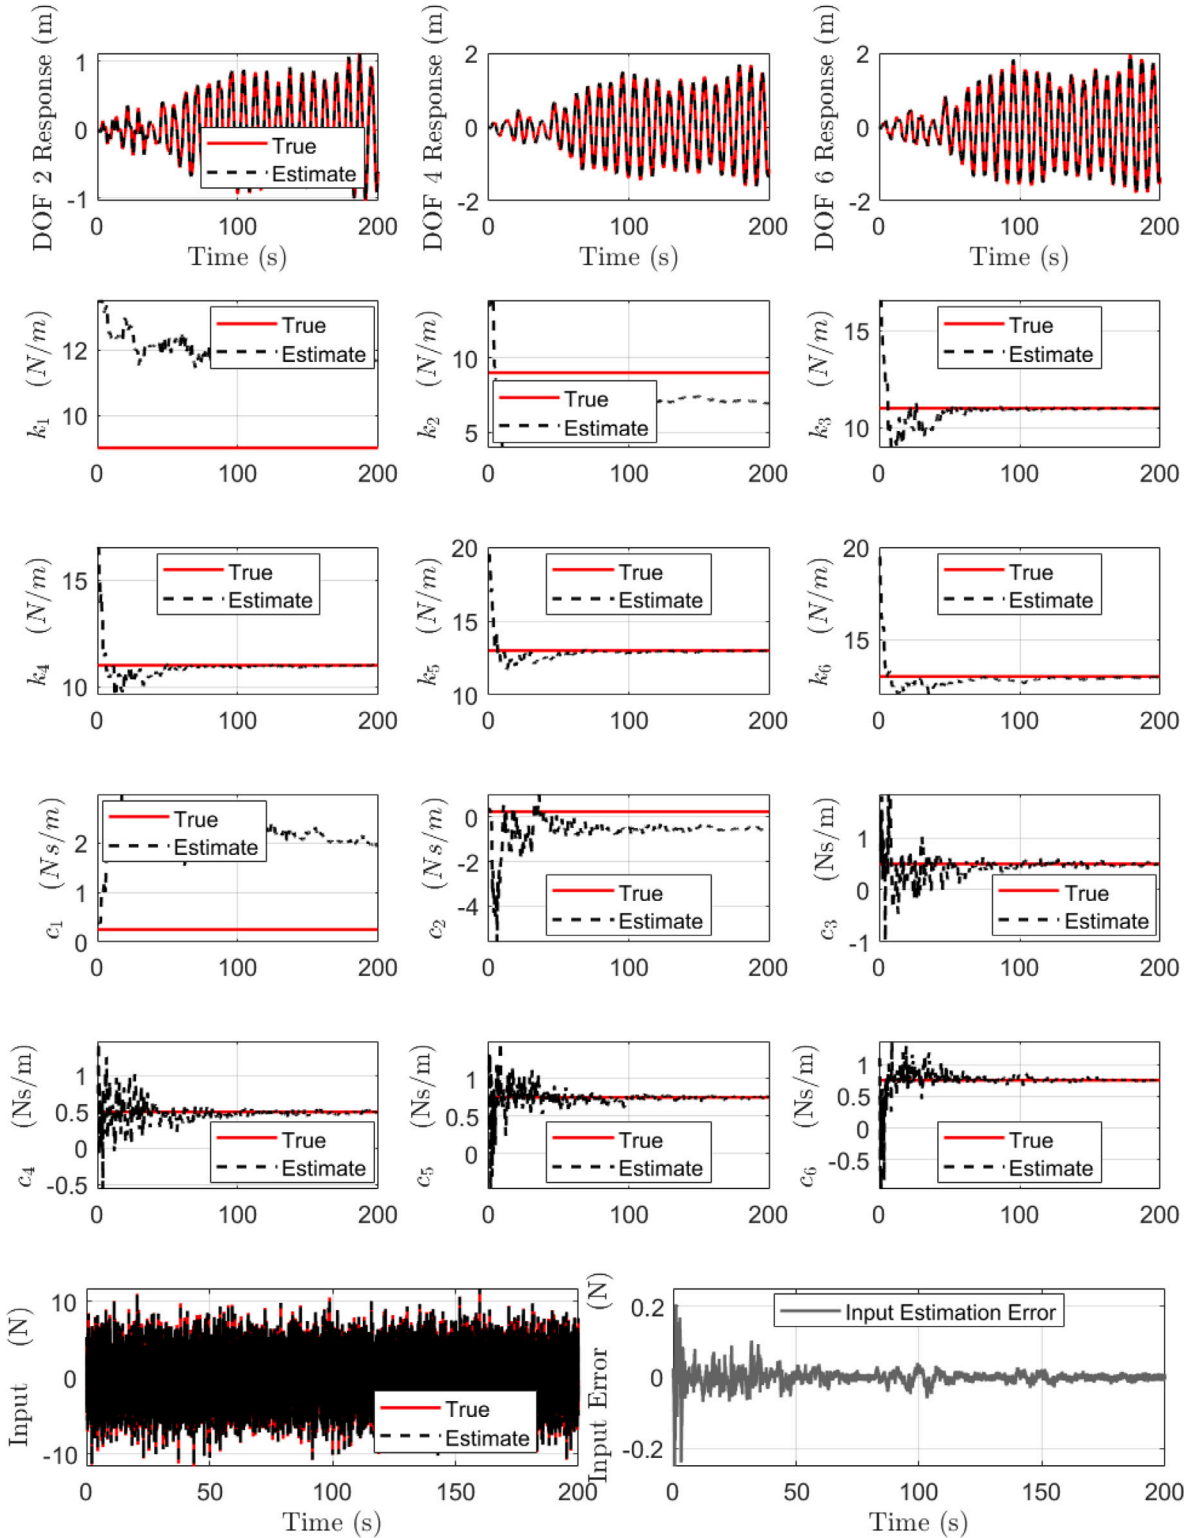 DOF 2 Response (m)
1
0
-1
True
Estimate
0 100 200
Time (s)
DOF 4 Response (m)
2
0
-2
0 100 200
Time (s)
DOF 6 Response (m)
2
0
-2
0 100 200
Time (s)
k₁ (N/m)
12
10
True
Estimate
0 100 200
k₂ (N/m)
10
5
True
Estimate
0 100 200
k₃ (N/m)
15
10
True
Estimate
0 100 200
k₄ (N/m)
15
10
True
Estimate
0 100 200
k₅ (N/m)
20
15
10
True
Estimate
0 100 200
k₆ (N/m)
20
15
True
Estimate
0 100 200
c₁ (Ns/m)
2
1
0
True
Estimate
0 100 200
c₂ (Ns/m)
0
-2
-4
True
Estimate
0 100 200
c₃ (Ns/m)
1
0
-1
True
Estimate
0 100 200
c₄ (Ns/m)
1
0.5
0
-0.5
True
Estimate
0 100 200
c₅ (Ns/m)
1
0.5
0
True
Estimate
0 100 200
c₆ (Ns/m)
1
0.5
0
-0.5
True
Estimate
0 100 200
Input (N)
10
0
-10
True
Estimate
0 50 100 150 200
Time (s)
Input Error (N)
0.2
0
-0.2
Input Estimation Error
0 50 100 150 200
Time (s)